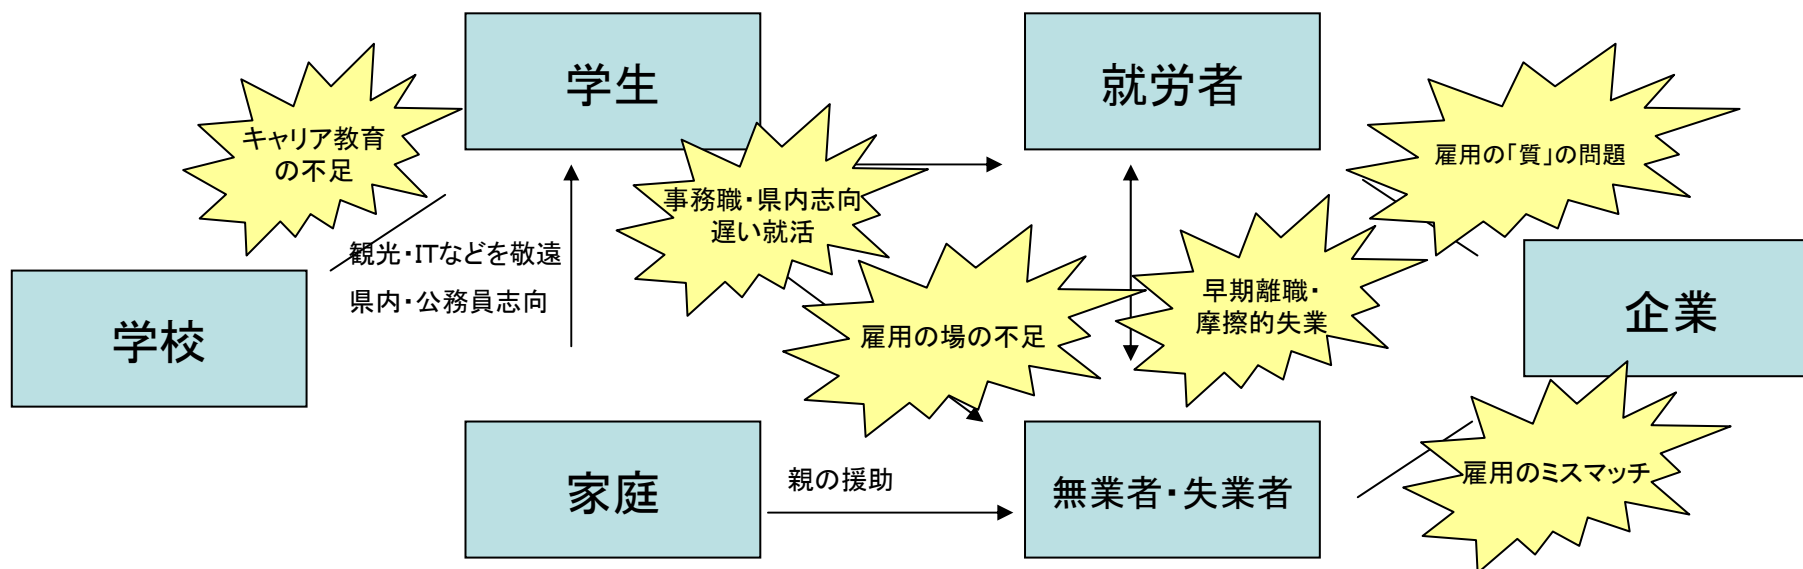 学生
就労者
キャリア教育
の不足
雇用の「質」の問題
事務職・県内志向
遅い就活
観光・ITなどを敬遠
県内・公務員志向
早期離職・
摩擦的失業
学校
雇用の場の不足
企業
家庭
親の援助
無業者・失業者
雇用のミスマッチ